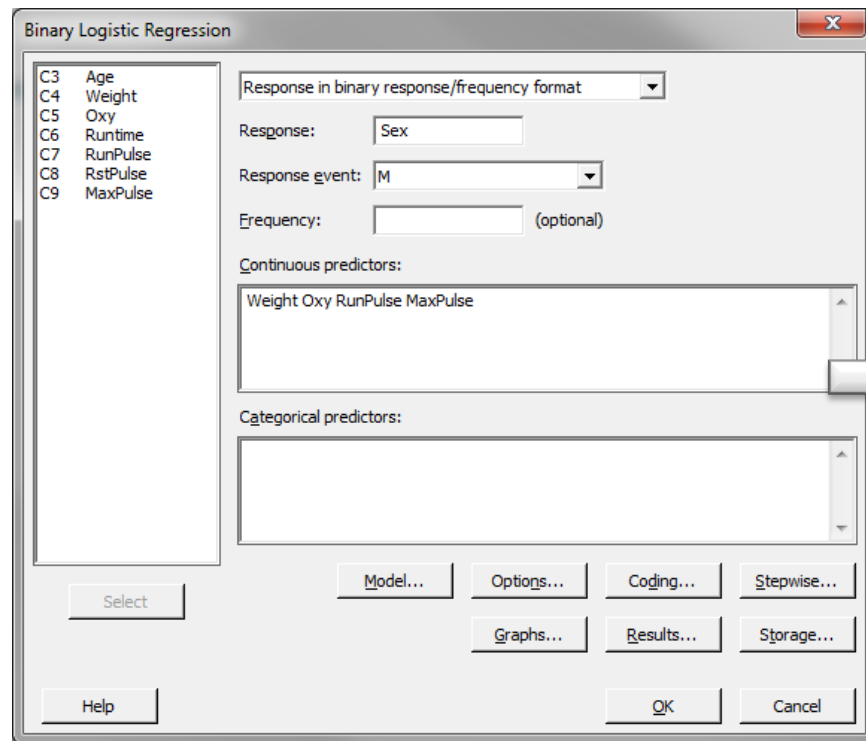 Binary Logistic Regression
C3 Age
C4 Weight
C5 Oxy
C6 Runtime
C7 RunPulse
C8 RstPulse
C9 MaxPulse
Response in binary response/frequency format
Response: Sex
Response event: M
Frequency: (optional)
Continuous predictors:
Weight Oxy RunPulse MaxPulse
Categorical predictors:
Model... Options... Coding... Stepwise...
Select
Graphs... Results... Storage...
Help OK Cancel